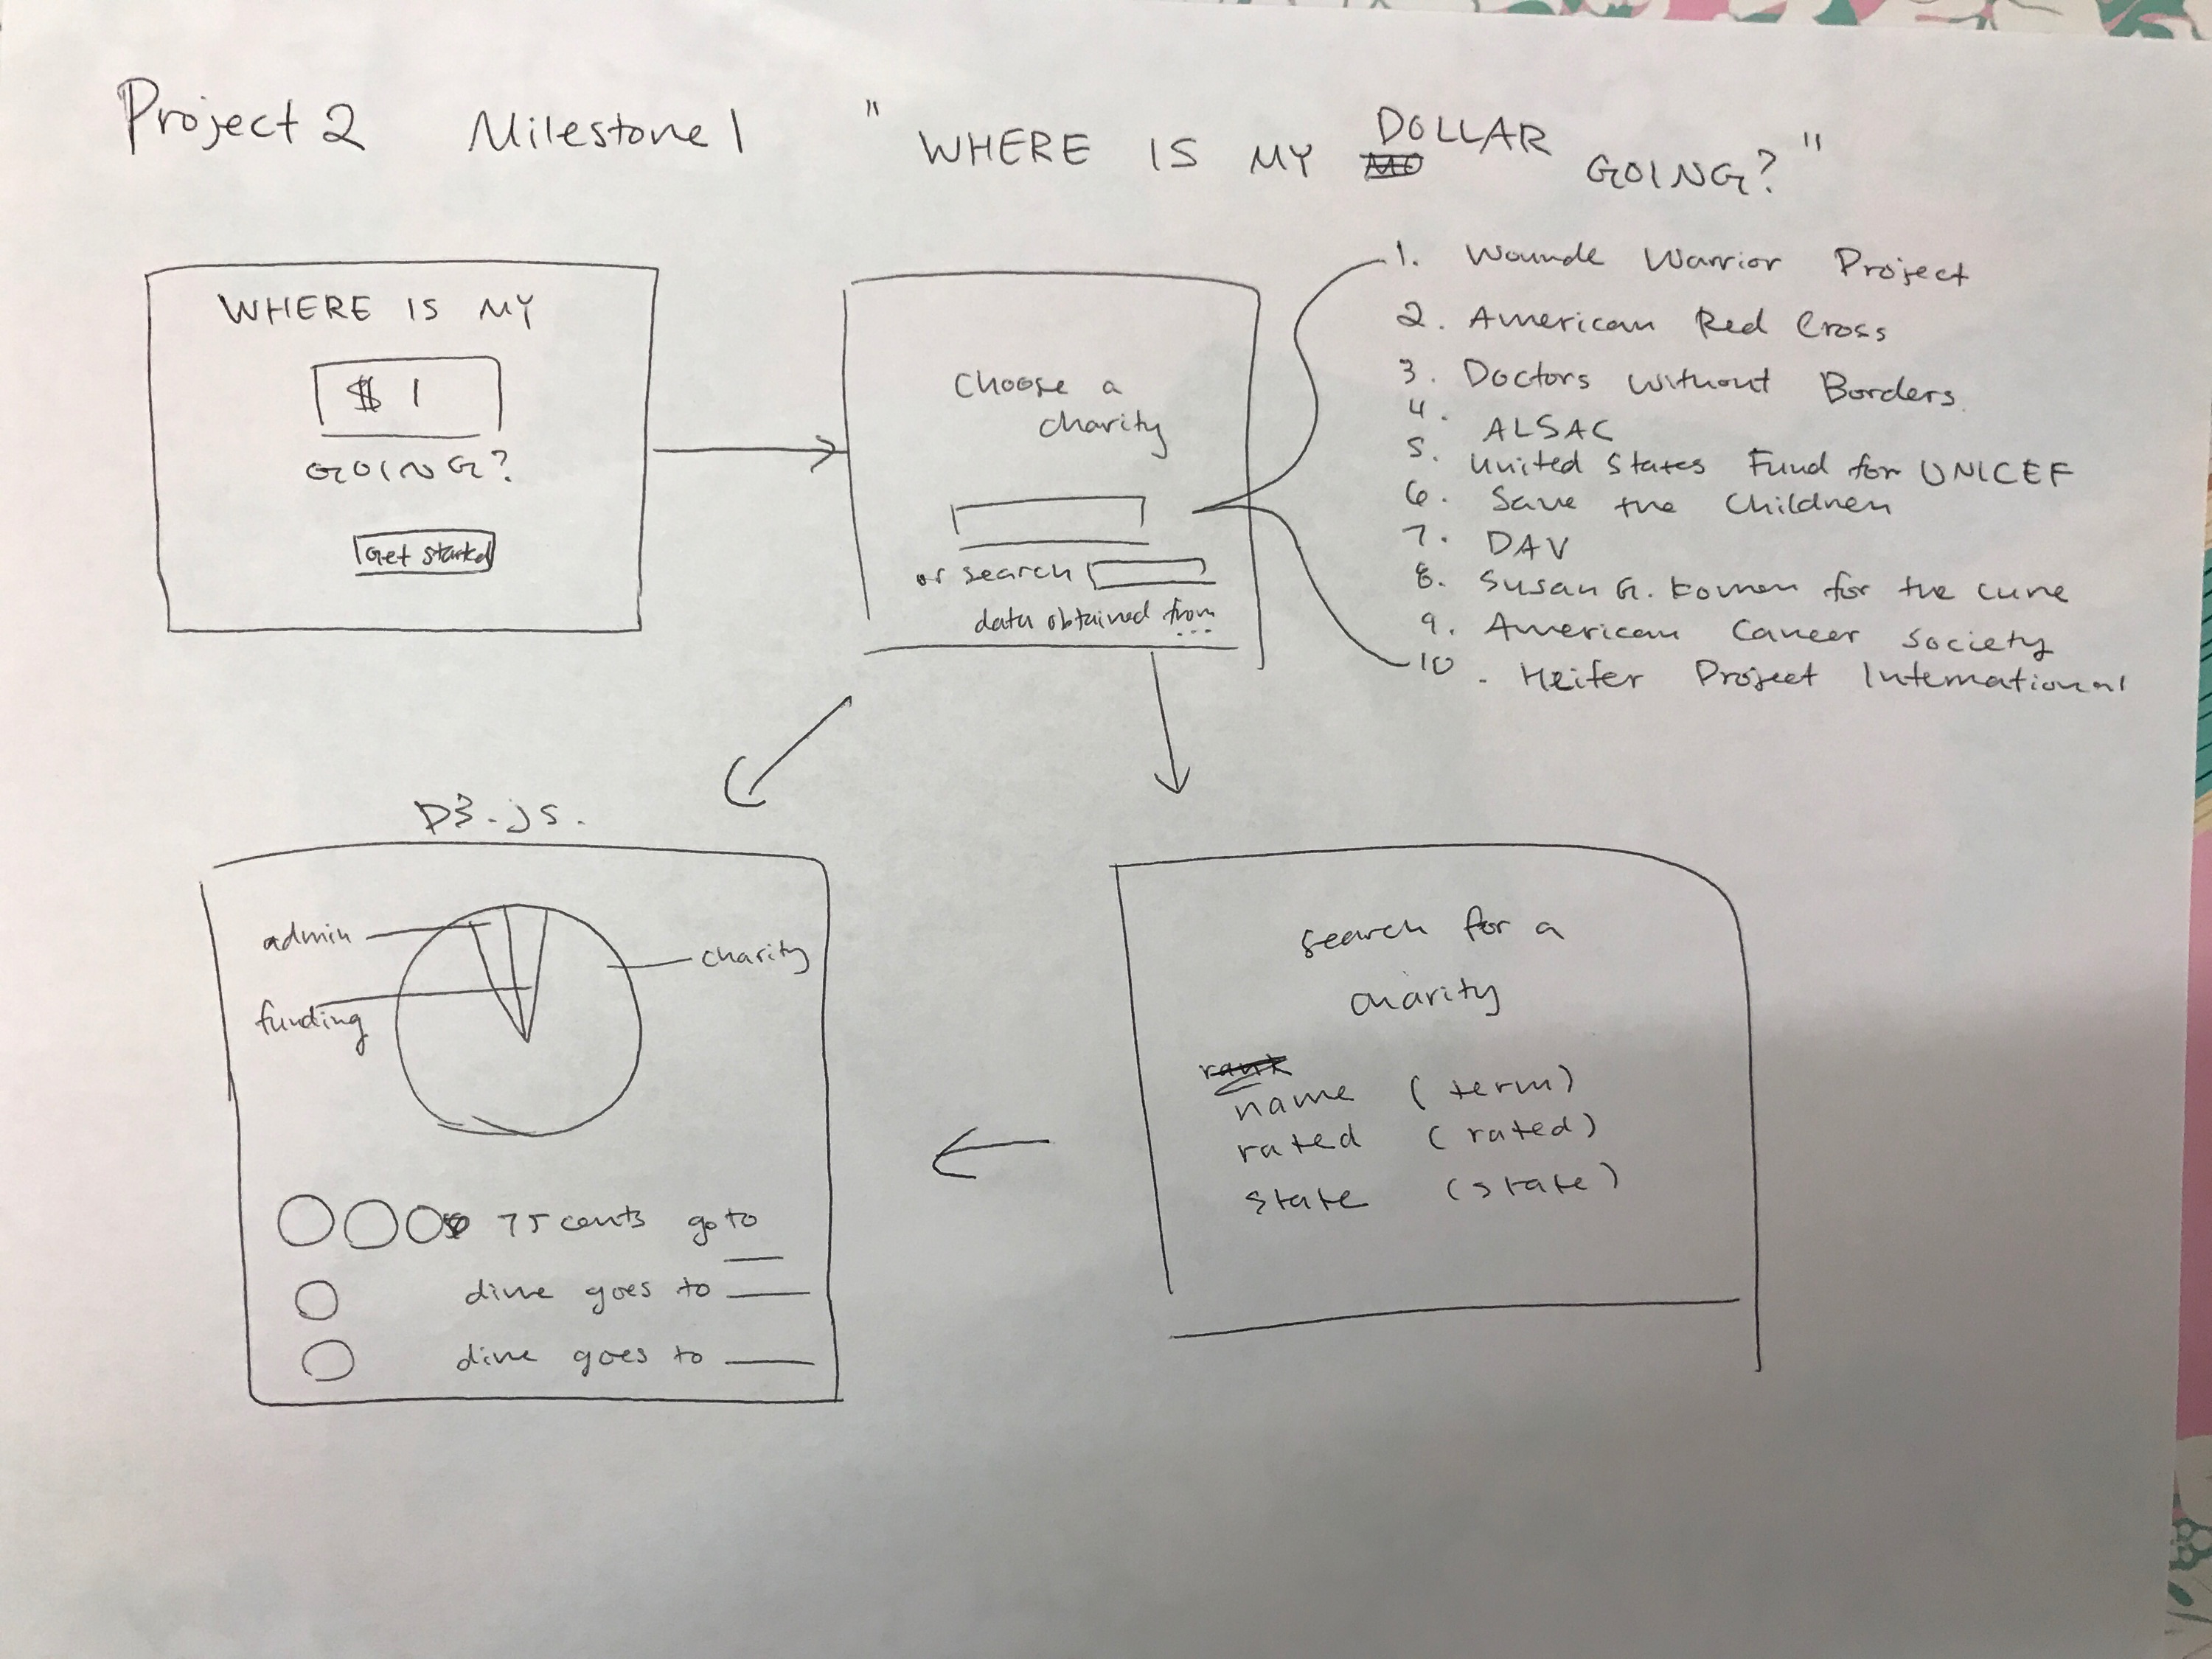 Project 2 Milestone 1 " WHERE IS MY DOLLAR GOING? "
WHERE IS MY
$ 1
GOING?
Get started
Choose a
charity
or search
data obtained from...
1. Wounde Warrior Project
2. American Red Cross
3. Doctors Without Borders
4. ALSAC
5. United States Fund for UNICEF
6. Save the Children
7. DAV
8. Susan G. Komen for the cure
9. American Cancer Society
10. Heifer Project International
D3.js.
admin
funding
charity
75 cents go to
dime goes to
dime goes to
search for a
charity
name (term)
rated (rated)
state (state)